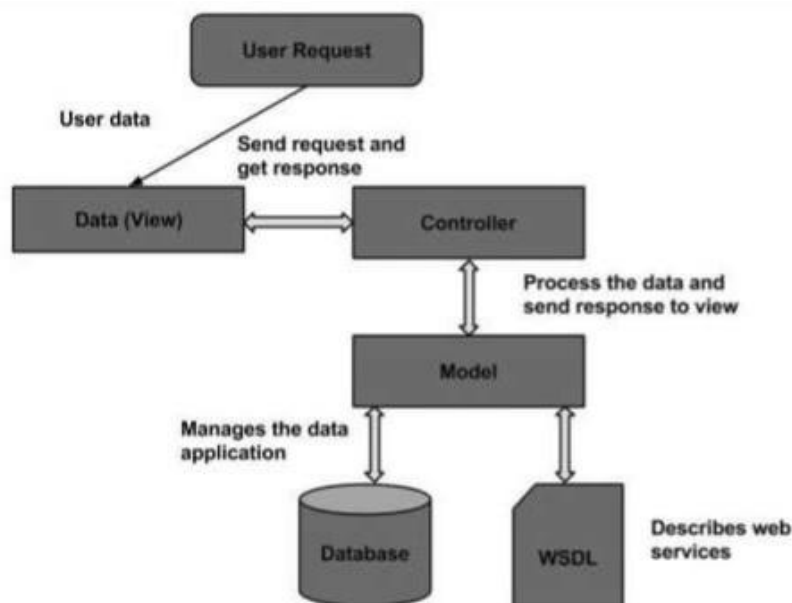 User Request
User data
Send request and
get response
Data (View)
Controller
Process the data and
send response to view
Model
Manages the data
application
Database
WSDL
Describes web
services